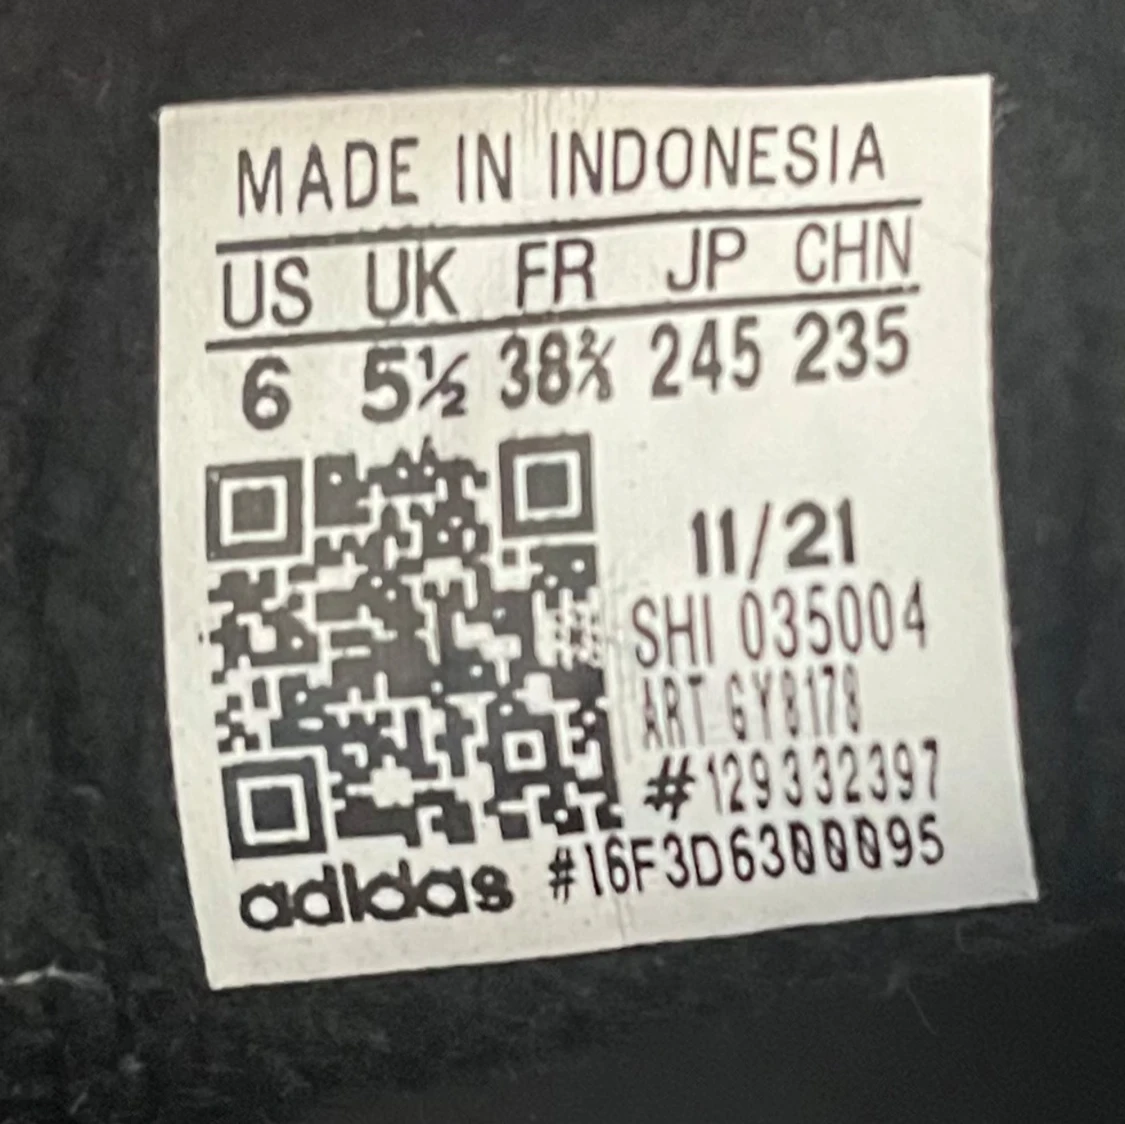 MADE IN INDONESIA
US UK FR JP CHN
6 5½ 38⅔ 245 235
11/21
SHI 035004
ART GY8178
#129332397
adidas #16F3D6300095